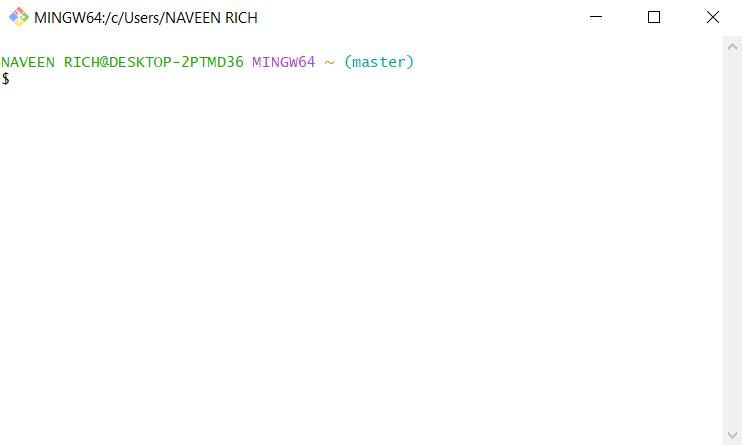 MINGW64:/c/Users/NAVEEN RICH
NAVEEN RICH@DESKTOP-2PTMD36 MINGW64 ~ (master)
$